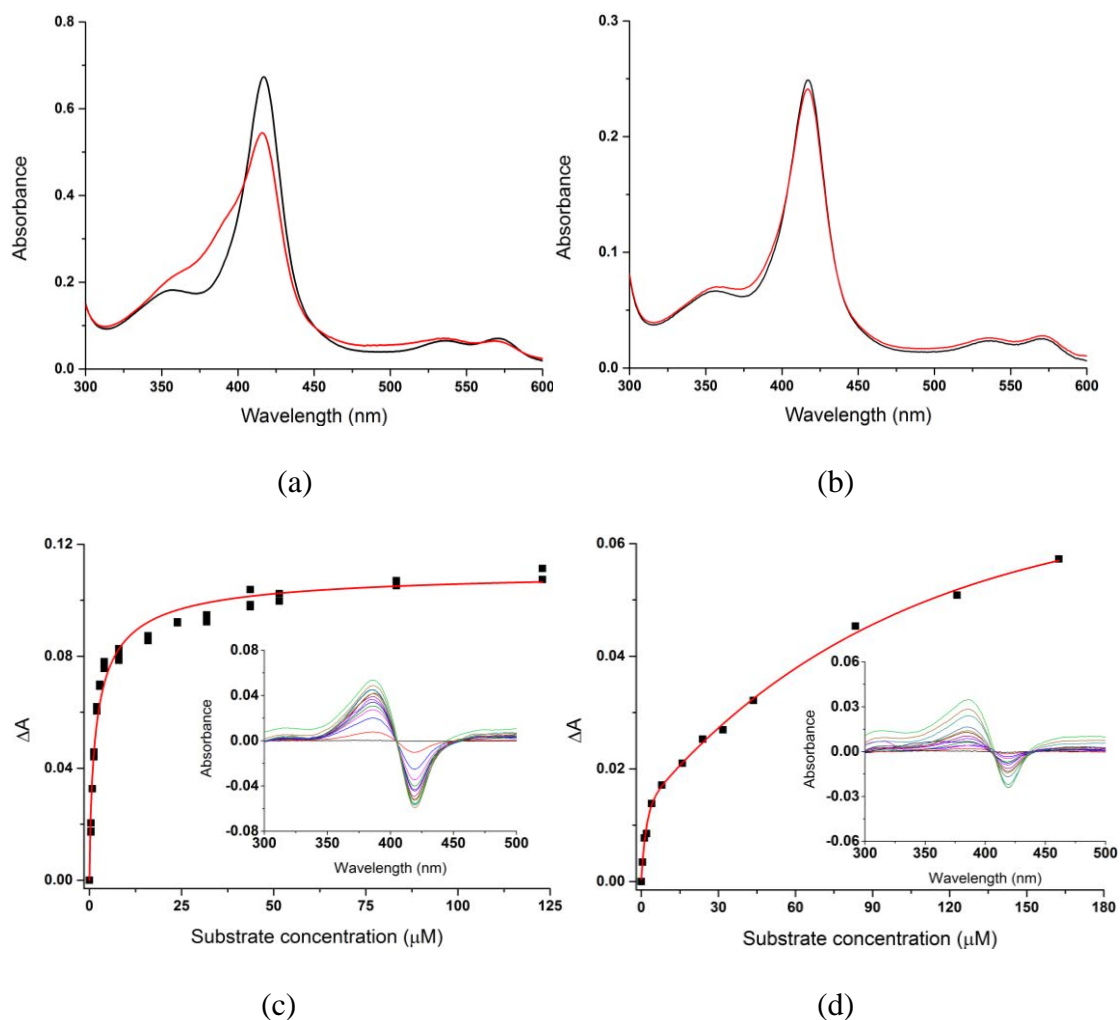 0.8
0.6
0.4
0.2
0.0
Absorbance
300 350 400 450 500 550 600
Wavelength (nm)
(a)
0.3
0.2
0.1
0.0
Absorbance
300 350 400 450 500 550 600
Wavelength (nm)
(b)
0.12
0.08
0.04
0.00
ΔA
0 25 50 75 100 125
Substrate concentration (μM)
0.08
0.04
0.00
-0.04
-0.08
Absorbance
300 350 400 450 500
Wavelength (nm)
(c)
0.06
0.04
0.02
0.00
ΔA
0 30 60 90 120 150 180
Substrate concentration (μM)
0.06
0.03
0.00
-0.03
-0.06
Absorbance
300 350 400 450 500
Wavelength (nm)
(d)